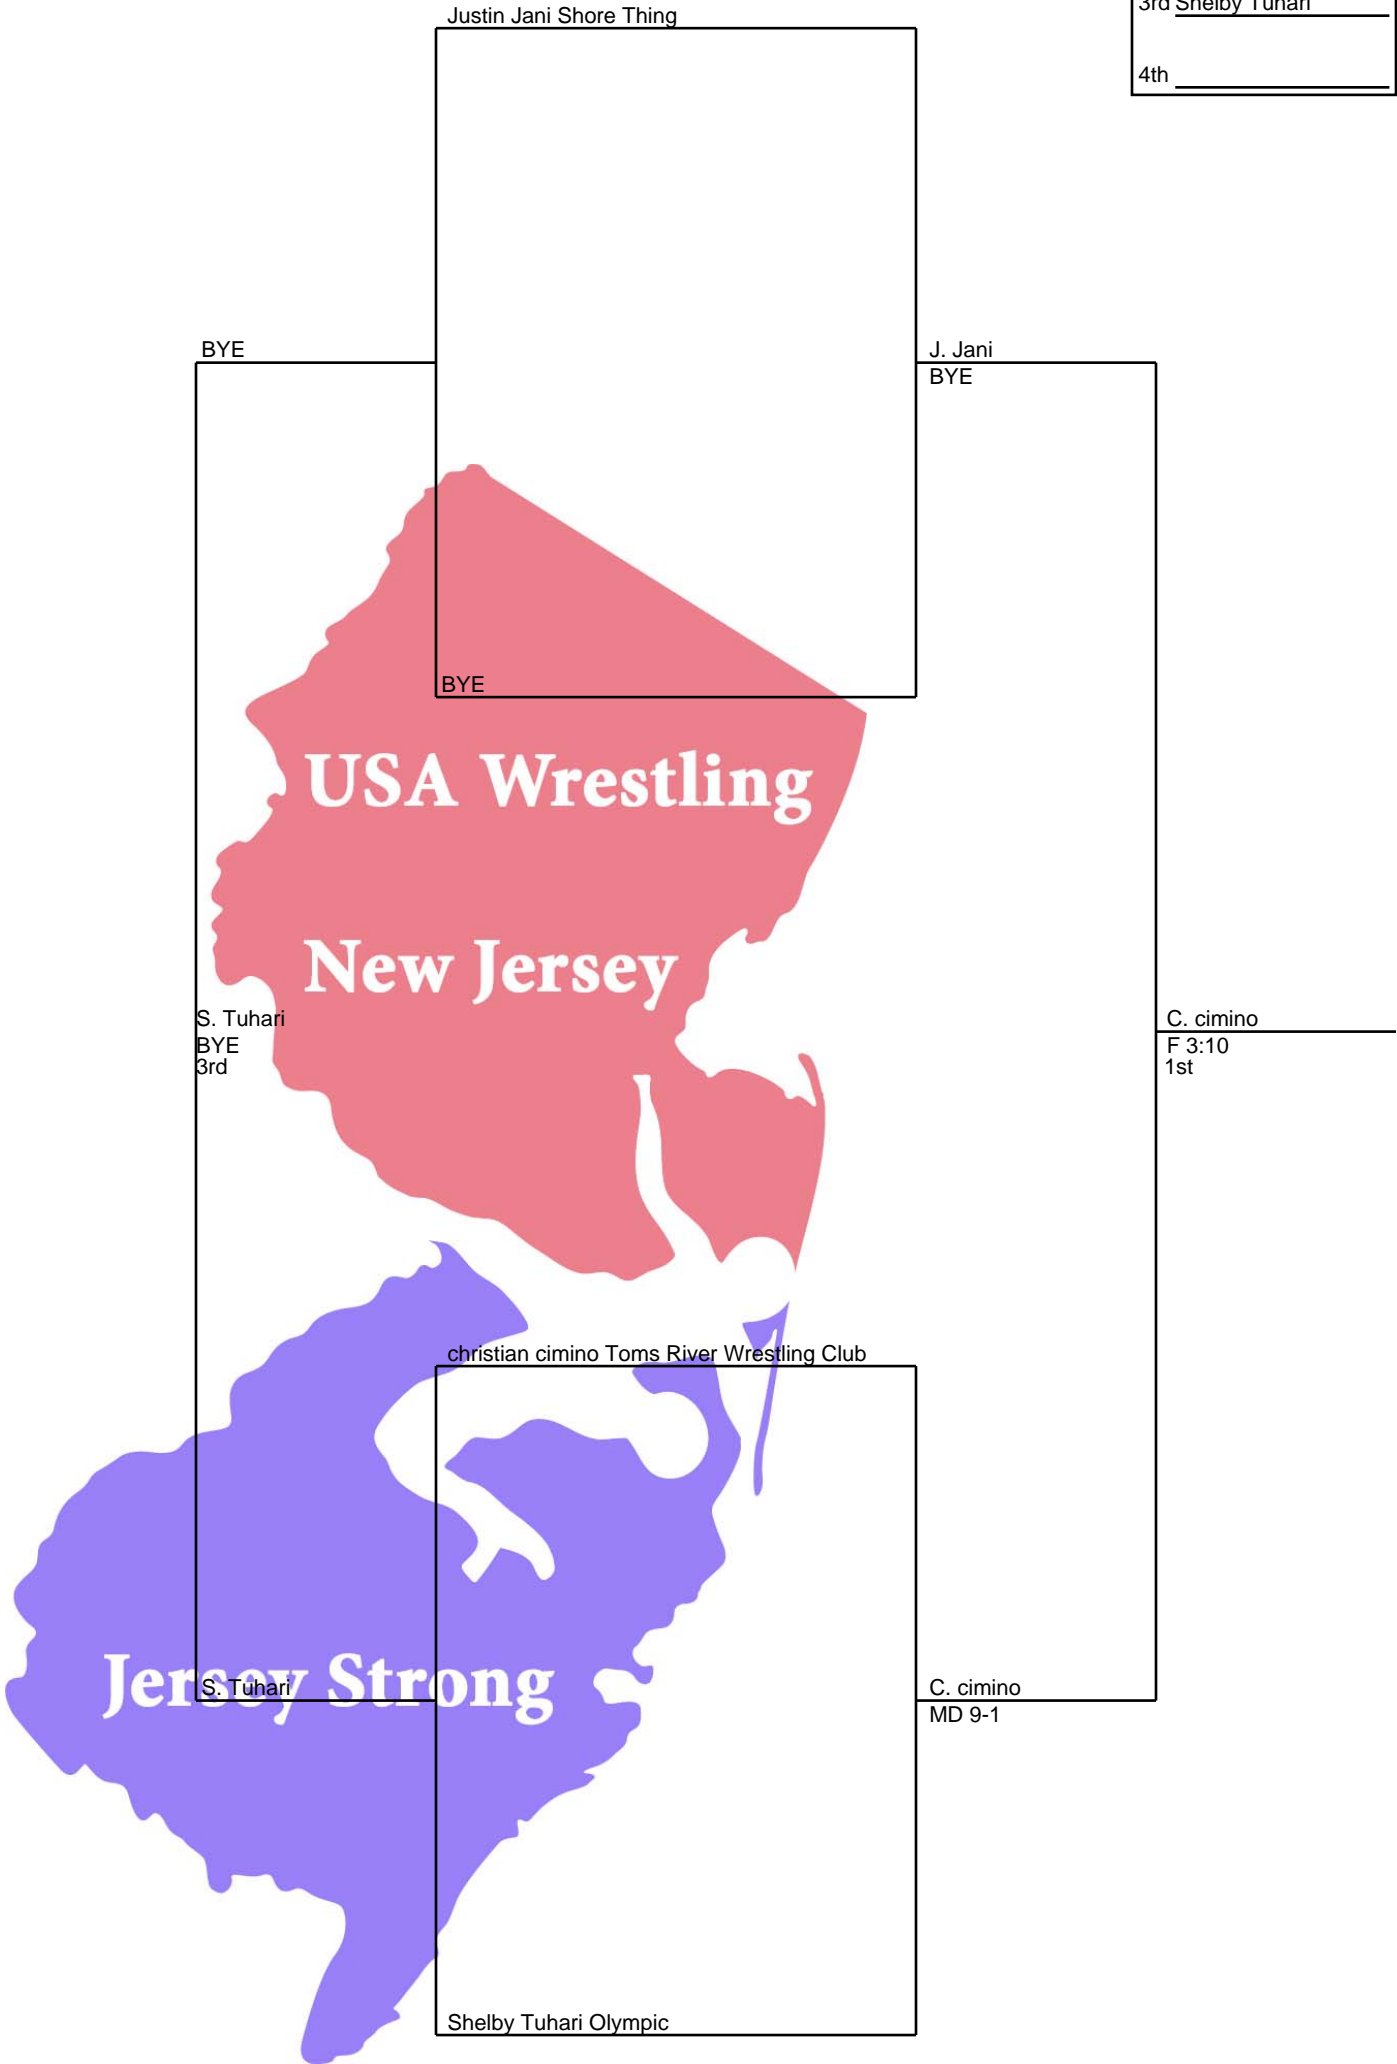 3rd Shelby Tuhari
Justin Jani Shore Thing
4th
BYE
J. Jani
BYE
BYE
USA Wrestling
New Jersey
S. Tuhari
BYE
3rd
C. cimino
F 3:10
1st
christian cimino Toms River Wrestling Club
Jersey Strong
S. Tuhari
C. cimino
MD 9-1
Shelby Tuhari Olympic